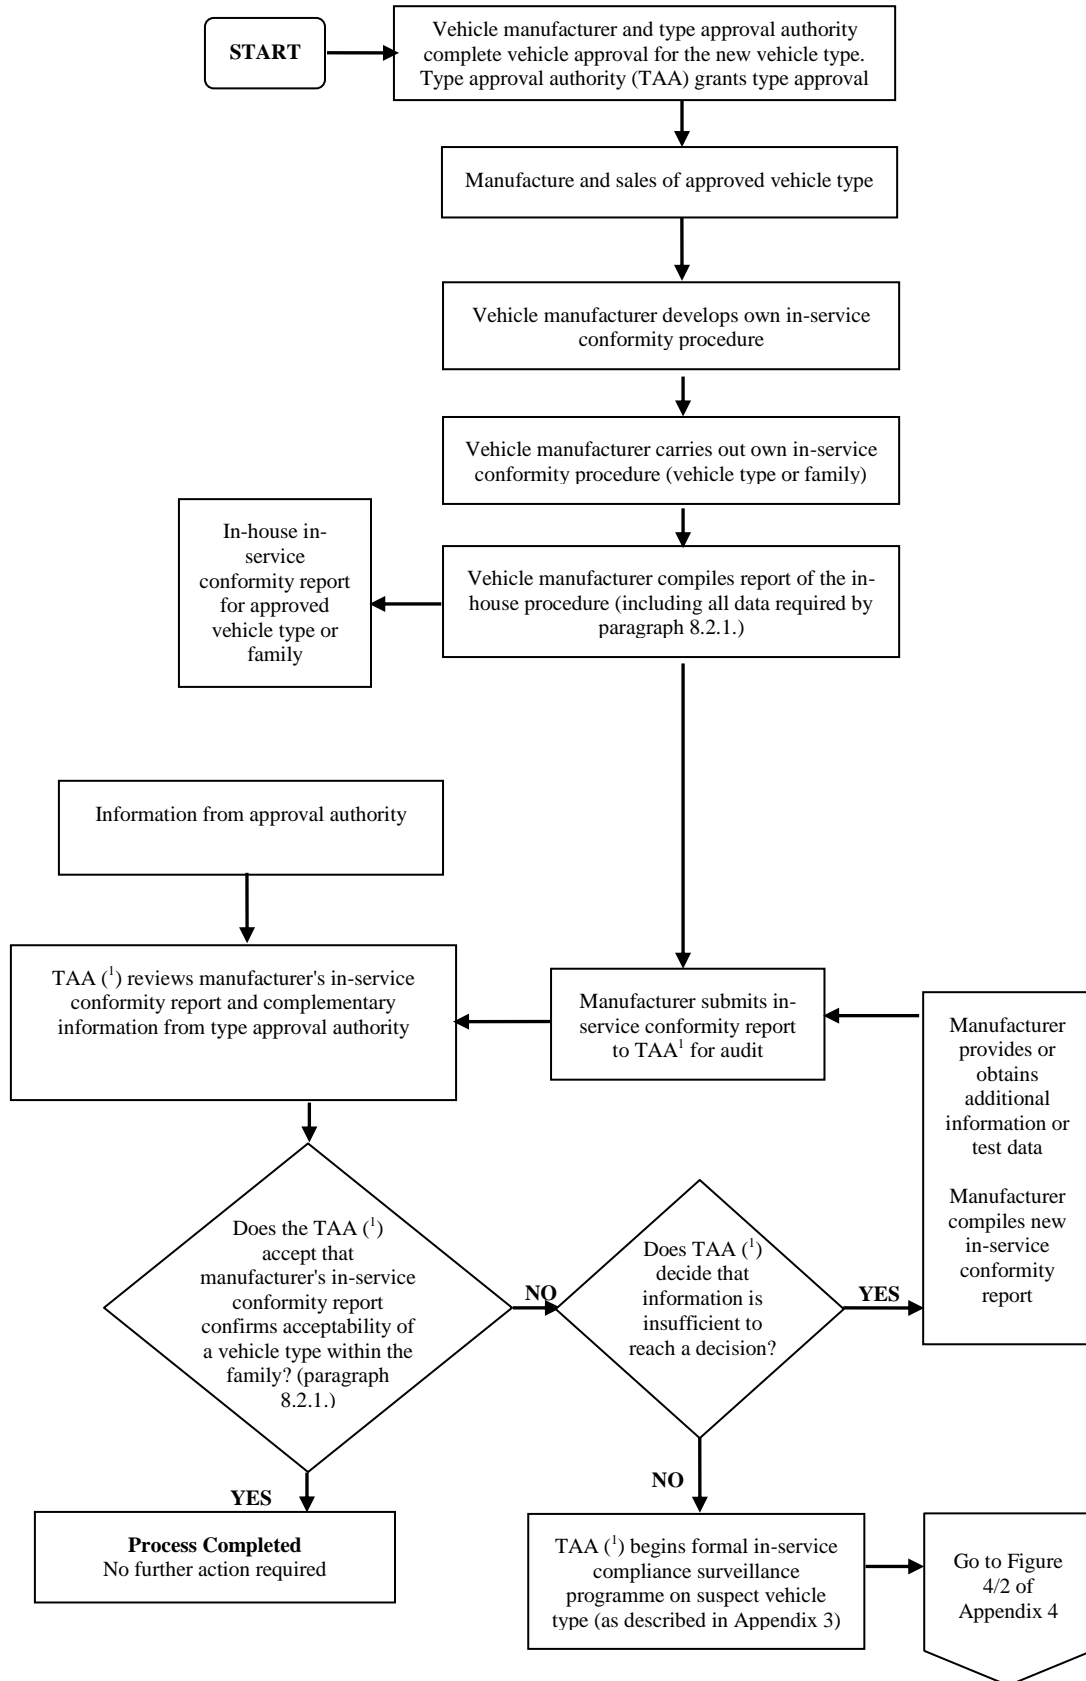 START
Vehicle manufacturer and type approval authority
complete vehicle approval for the new vehicle type.
Type approval authority (TAA) grants type approval
Manufacture and sales of approved vehicle type
Vehicle manufacturer develops own in-service
conformity procedure
Vehicle manufacturer carries out own in-service
conformity procedure (vehicle type or family)
In-house in-
service
conformity report
for approved
vehicle type or
family
Vehicle manufacturer compiles report of the in-
house procedure (including all data required by
paragraph 8.2.1.)
Information from approval authority
TAA (¹) reviews manufacturer's in-service
conformity report and complementary
information from type approval authority
Manufacturer submits in-
service conformity report
to TAA¹ for audit
Manufacturer
provides or
obtains
additional
information or
test data
Manufacturer
compiles new
in-service
conformity
report
Does the TAA (¹)
accept that
manufacturer's in-service
conformity report
confirms acceptability of
a vehicle type within the
family? (paragraph
8.2.1.)
NO
Does TAA (¹)
decide that
information is
insufficient to
reach a decision?
YES
NO
YES
Process Completed
No further action required
TAA (¹) begins formal in-service
compliance surveillance
programme on suspect vehicle
type (as described in Appendix 3)
Go to Figure
4/2 of
Appendix 4